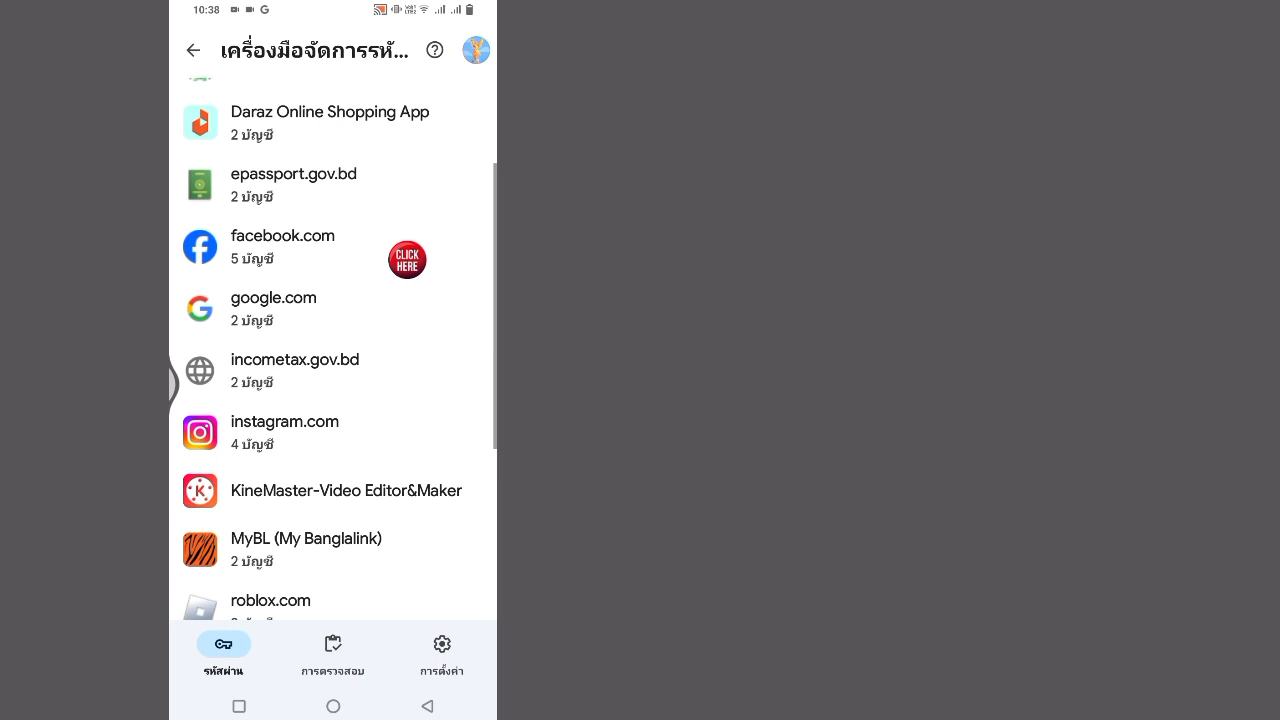 10:38
เครื่องมือจัดการรหั...
Daraz Online Shopping App
2 บัญชี
epassport.gov.bd
2 บัญชี
facebook.com
5 บัญชี
CLICK
HERE
google.com
2 บัญชี
incometax.gov.bd
2 บัญชี
instagram.com
4 บัญชี
KineMaster-Video Editor&Maker
MyBL (My Banglalink)
2 บัญชี
roblox.com
รหัสผ่าน
การตรวจสอบ
การตั้งค่า